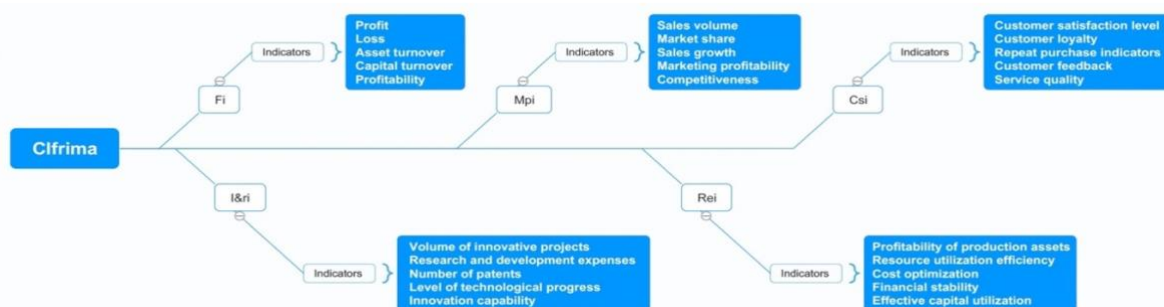 Clfrima
Fi
Indicators
Profit
Loss
Asset turnover
Capital turnover
Profitability
Mpi
Indicators
Sales volume
Market share
Sales growth
Marketing profitability
Competitiveness
Csi
Indicators
Customer satisfaction level
Customer loyalty
Repeat purchase indicators
Customer feedback
Service quality
I&ri
Indicators
Volume of innovative projects
Research and development expenses
Number of patents
Level of technological progress
Innovation capability
Rei
Indicators
Profitability of production assets
Resource utilization efficiency
Cost optimization
Financial stability
Effective capital utilization